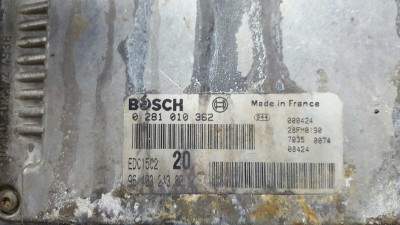 BOSCH
Made in France
0 281 010 362
000424
28FM0190
7035 0074
08424
EDC15C2
20